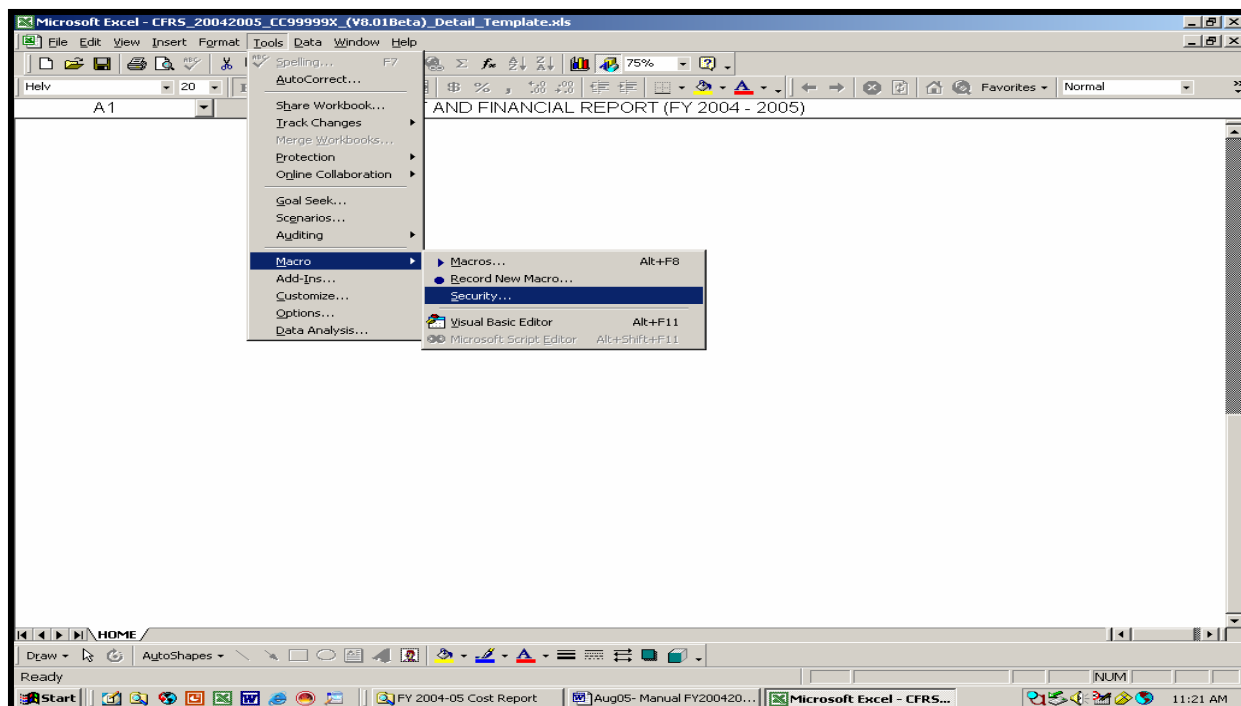 Microsoft Excel - CFRS_20042005_CC99999X_(V8.01Beta)_Detail_Template.xls
File Edit View Insert Format Tools Data Window Help
75%
Helv 20 B % , Favorites Normal
A1 AND FINANCIAL REPORT (FY 2004 - 2005)
Spelling... F7
AutoCorrect...
Share Workbook...
Track Changes
Merge Workbooks...
Protection
Online Collaboration
Goal Seek...
Scenarios...
Auditing
Macro
Add-Ins...
Customize...
Options...
Data Analysis...
Macros... Alt+F8
Record New Macro...
Security...
Visual Basic Editor Alt+F11
Microsoft Script Editor Alt+Shift+F11
HOME
Draw AutoShapes
Ready NUM
Start FY 2004-05 Cost Report Aug05- Manual FY200420... Microsoft Excel - CFRS... 11:21 AM